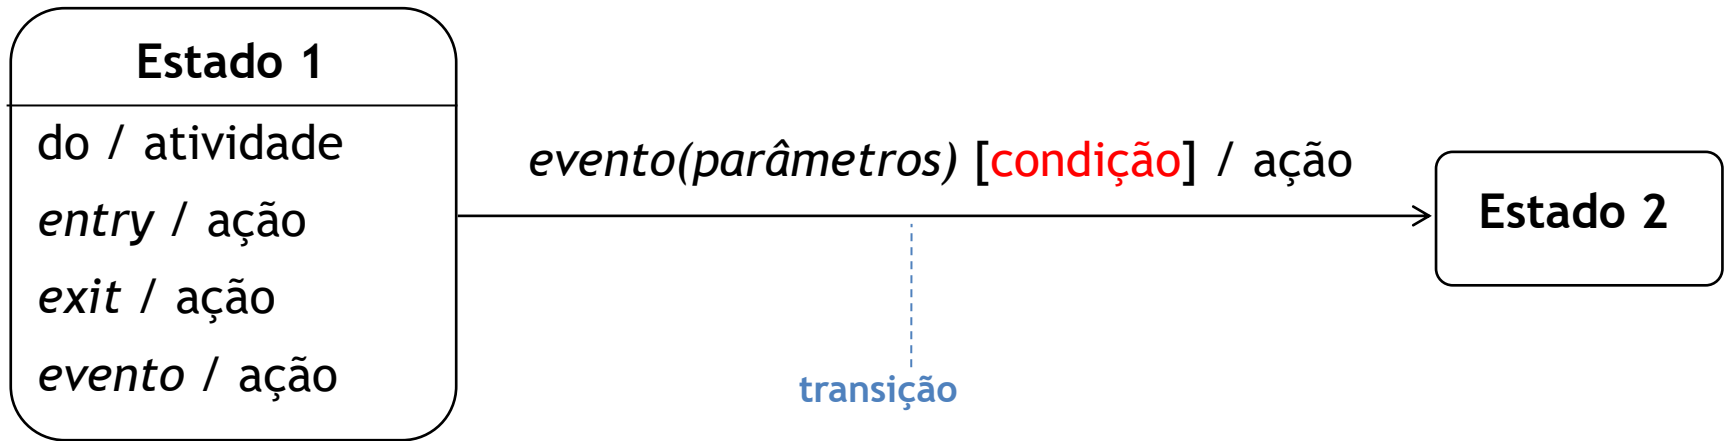 Estado 1
do / atividade
entry / ação
exit / ação
evento / ação
evento(parâmetros) [condição] / ação
transição
Estado 2